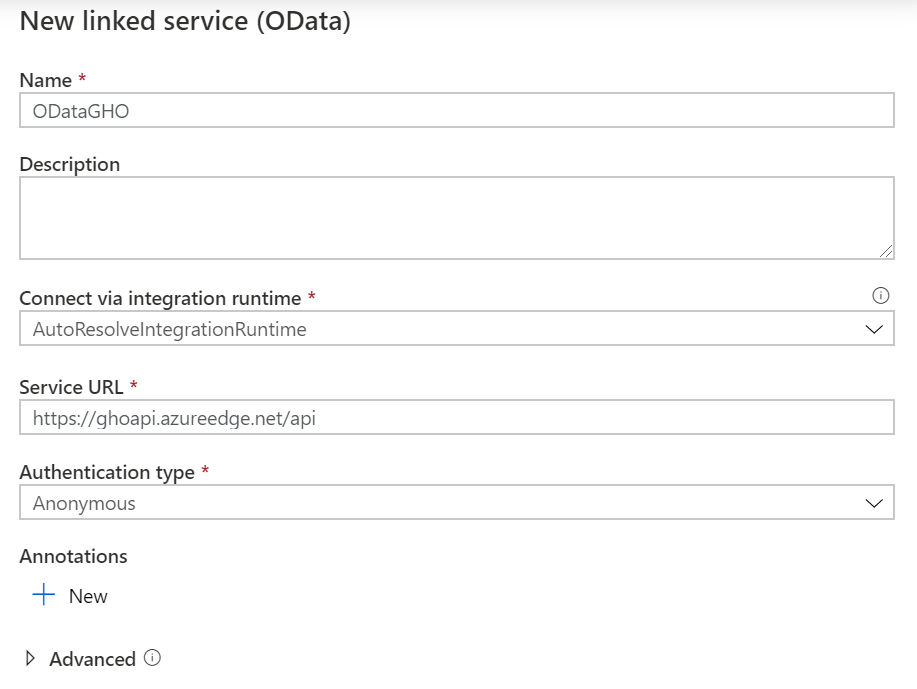 New linked service (OData)
Name *
ODataGHO
Description
Connect via integration runtime *
AutoResolveIntegrationRuntime
Service URL *
https://ghoapi.azureedge.net/api
Authentication type *
Anonymous
Annotations
New
Advanced